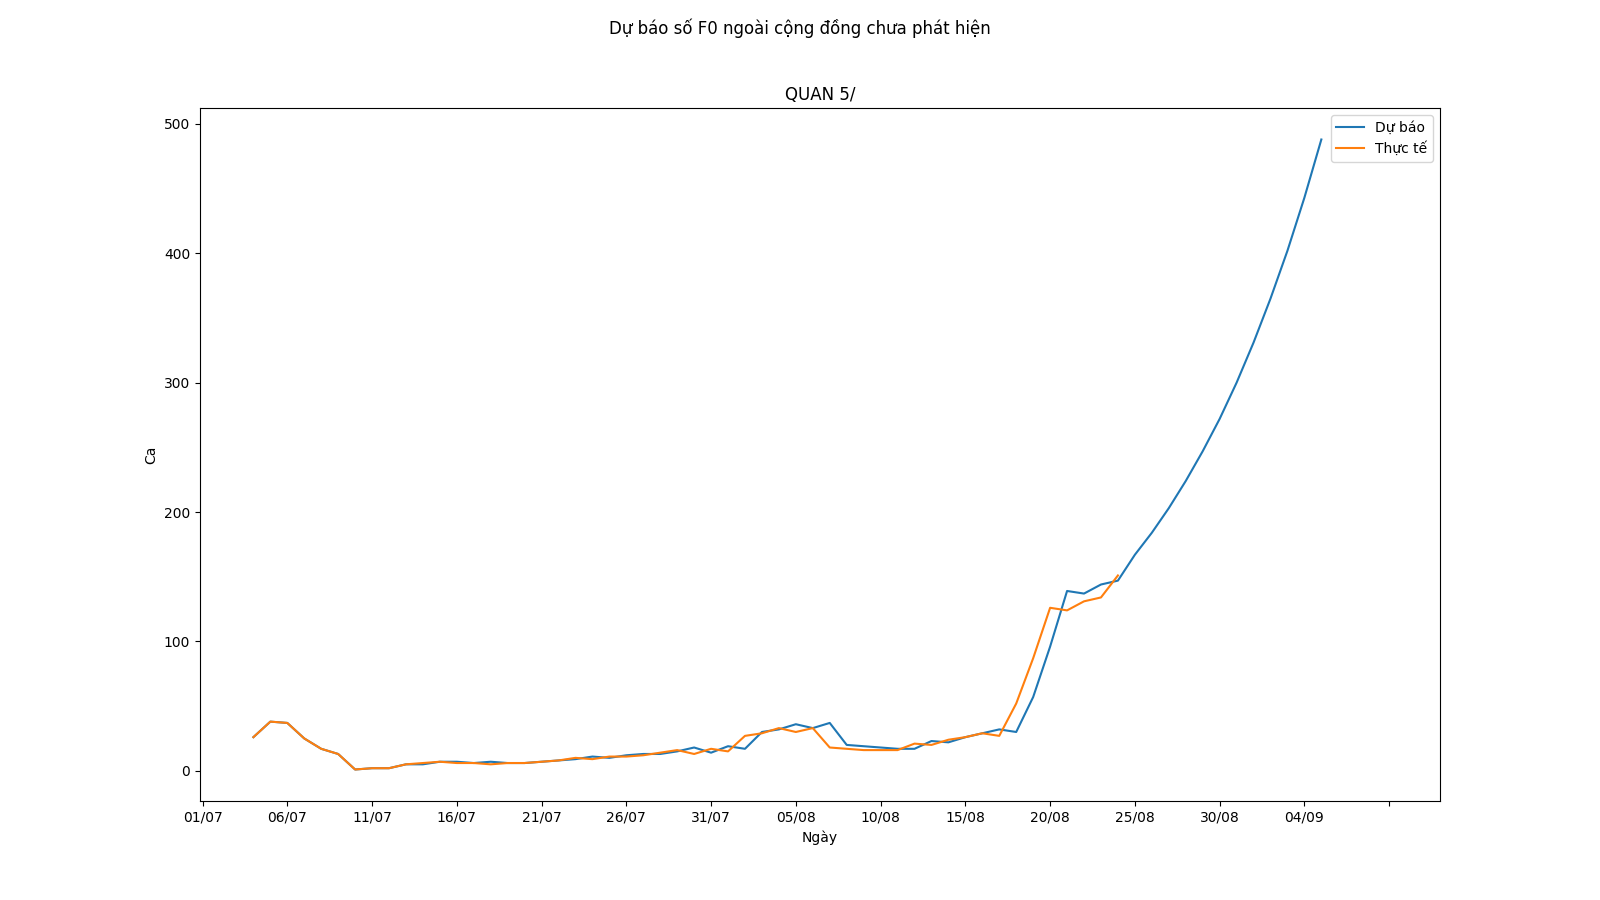 Dự báo số F0 ngoài cộng đồng chưa phát hiện
QUAN 5/
500
400
300
200
100
0
Ca
Dự báo
Thực tế
01/07 06/07 11/07 16/07 21/07 26/07 31/07 05/08 10/08 15/08 20/08 25/08 30/08 04/09
Ngày